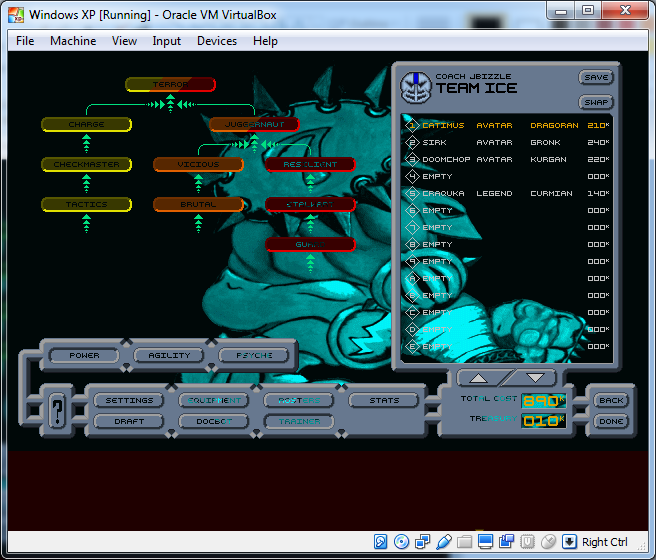 Windows XP [Running] - Oracle VM VirtualBox
File Machine View Input Devices Help
TERROR
CHARGE JUGGERNAUT
CHECKMASTER VICIOUS RESILIENT
TACTICS BRUTAL STALWART
GUARD
COACH JBIZZLE
TEAM ICE
SAVE
SWAP
1 CATIMUS AVATAR DRAGORAN 210K
2 SIRK AVATAR GRONK 240K
3 DOOMCHOP AVATAR KURGAN 220K
4 EMPTY 000K
5 CRAQUKA LEGEND CURMIAN 140K
6 EMPTY 000K
7 EMPTY 000K
8 EMPTY 000K
9 EMPTY 000K
A EMPTY 000K
B EMPTY 000K
C EMPTY 000K
D EMPTY 000K
E EMPTY 000K
POWER AGILITY PSYCHE
? SETTINGS EQUIPMENT ROSTERS STATS
DRAFT DOCBOT TRAINER
TOTAL COST 890K
TREASURY 010K
BACK
DONE
Right Ctrl